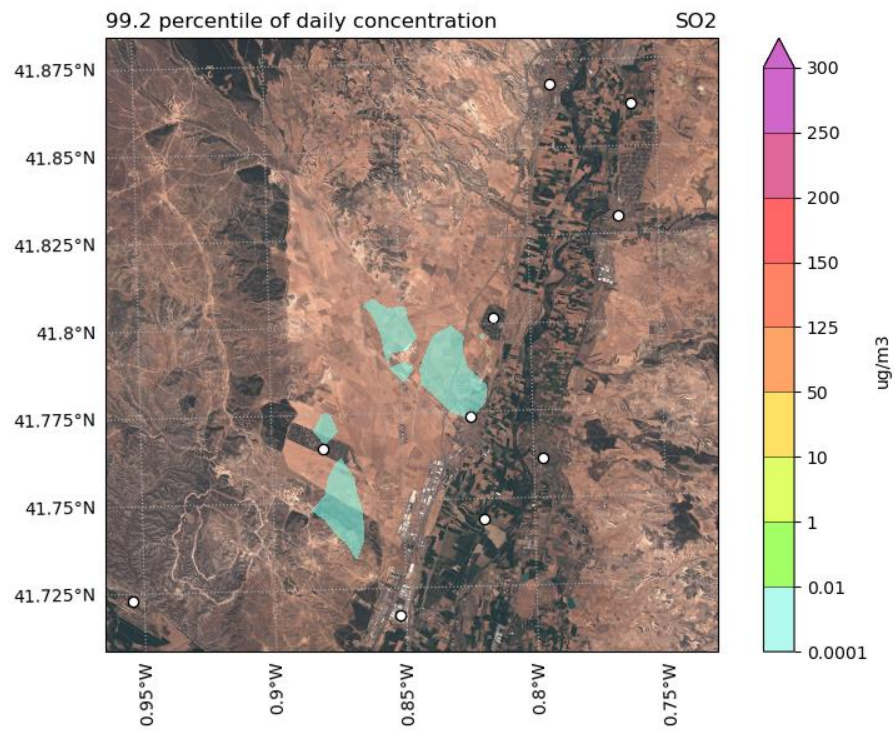 99.2 percentile of daily concentration SO2
41.875°N
41.85°N
41.825°N
41.8°N
41.775°N
41.75°N
41.725°N
0.95°W
0.9°W
0.85°W
0.8°W
0.75°W
300
250
200
150
125
50
10
1
0.01
0.0001
ug/m3